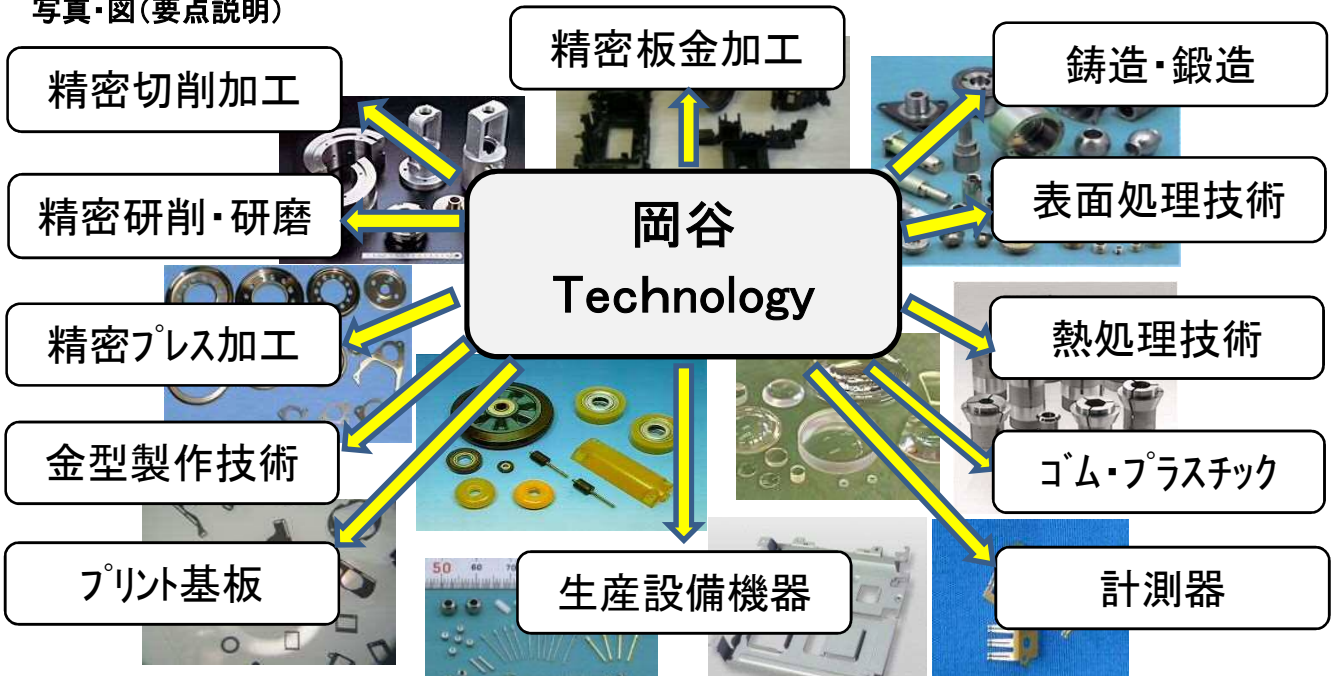 写真・図（要点説明）
精密切削加工
精密板金加工
鋳造・鍛造
精密研削・研磨
岡谷
Technology
表面処理技術
精密ﾌﾟﾚｽ加工
熱処理技術
金型製作技術
ｺﾞﾑ・ﾌﾟﾗｽﾁｯｸ
ﾌﾟﾘﾝﾄ基板
生産設備機器
計測器
50 60